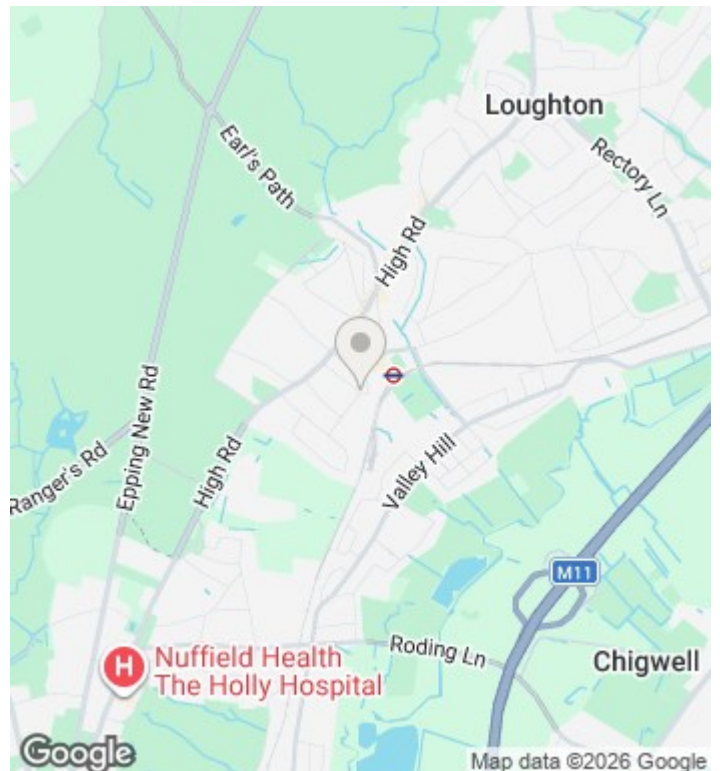 Loughton
Rectory Ln
Earl's Path
High Rd
Epping New Rd
Ranger's Rd
High Rd
Valley Hill
M11
Roding Ln
Chigwell
H
Nuffield Health
The Holly Hospital
Google
Map data ©2026 Google